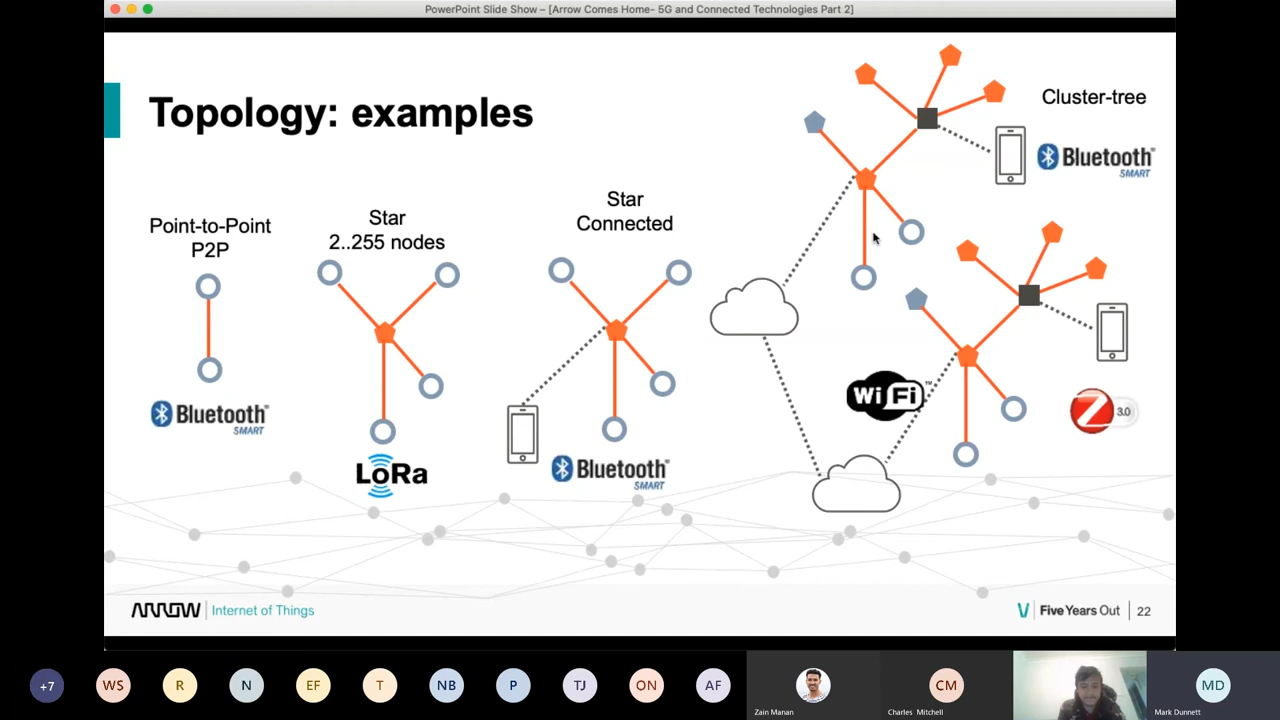 PowerPoint Slide Show – [Arrow Comes Home- 5G and Connected Technologies Part 2]
Topology: examples
Cluster-tree
Bluetooth®
SMART
Star
Connected
Star
2..255 nodes
Point-to-Point
P2P
Bluetooth®
SMART
LoRa
Bluetooth®
SMART
Wi Fi™
Z 3.0
ARROW Internet of Things
Five Years Out 22
+7 WS R N EF T NB P TJ ON AF CM MD
Zain Manan
Charles Mitchell
Mark Dunnett